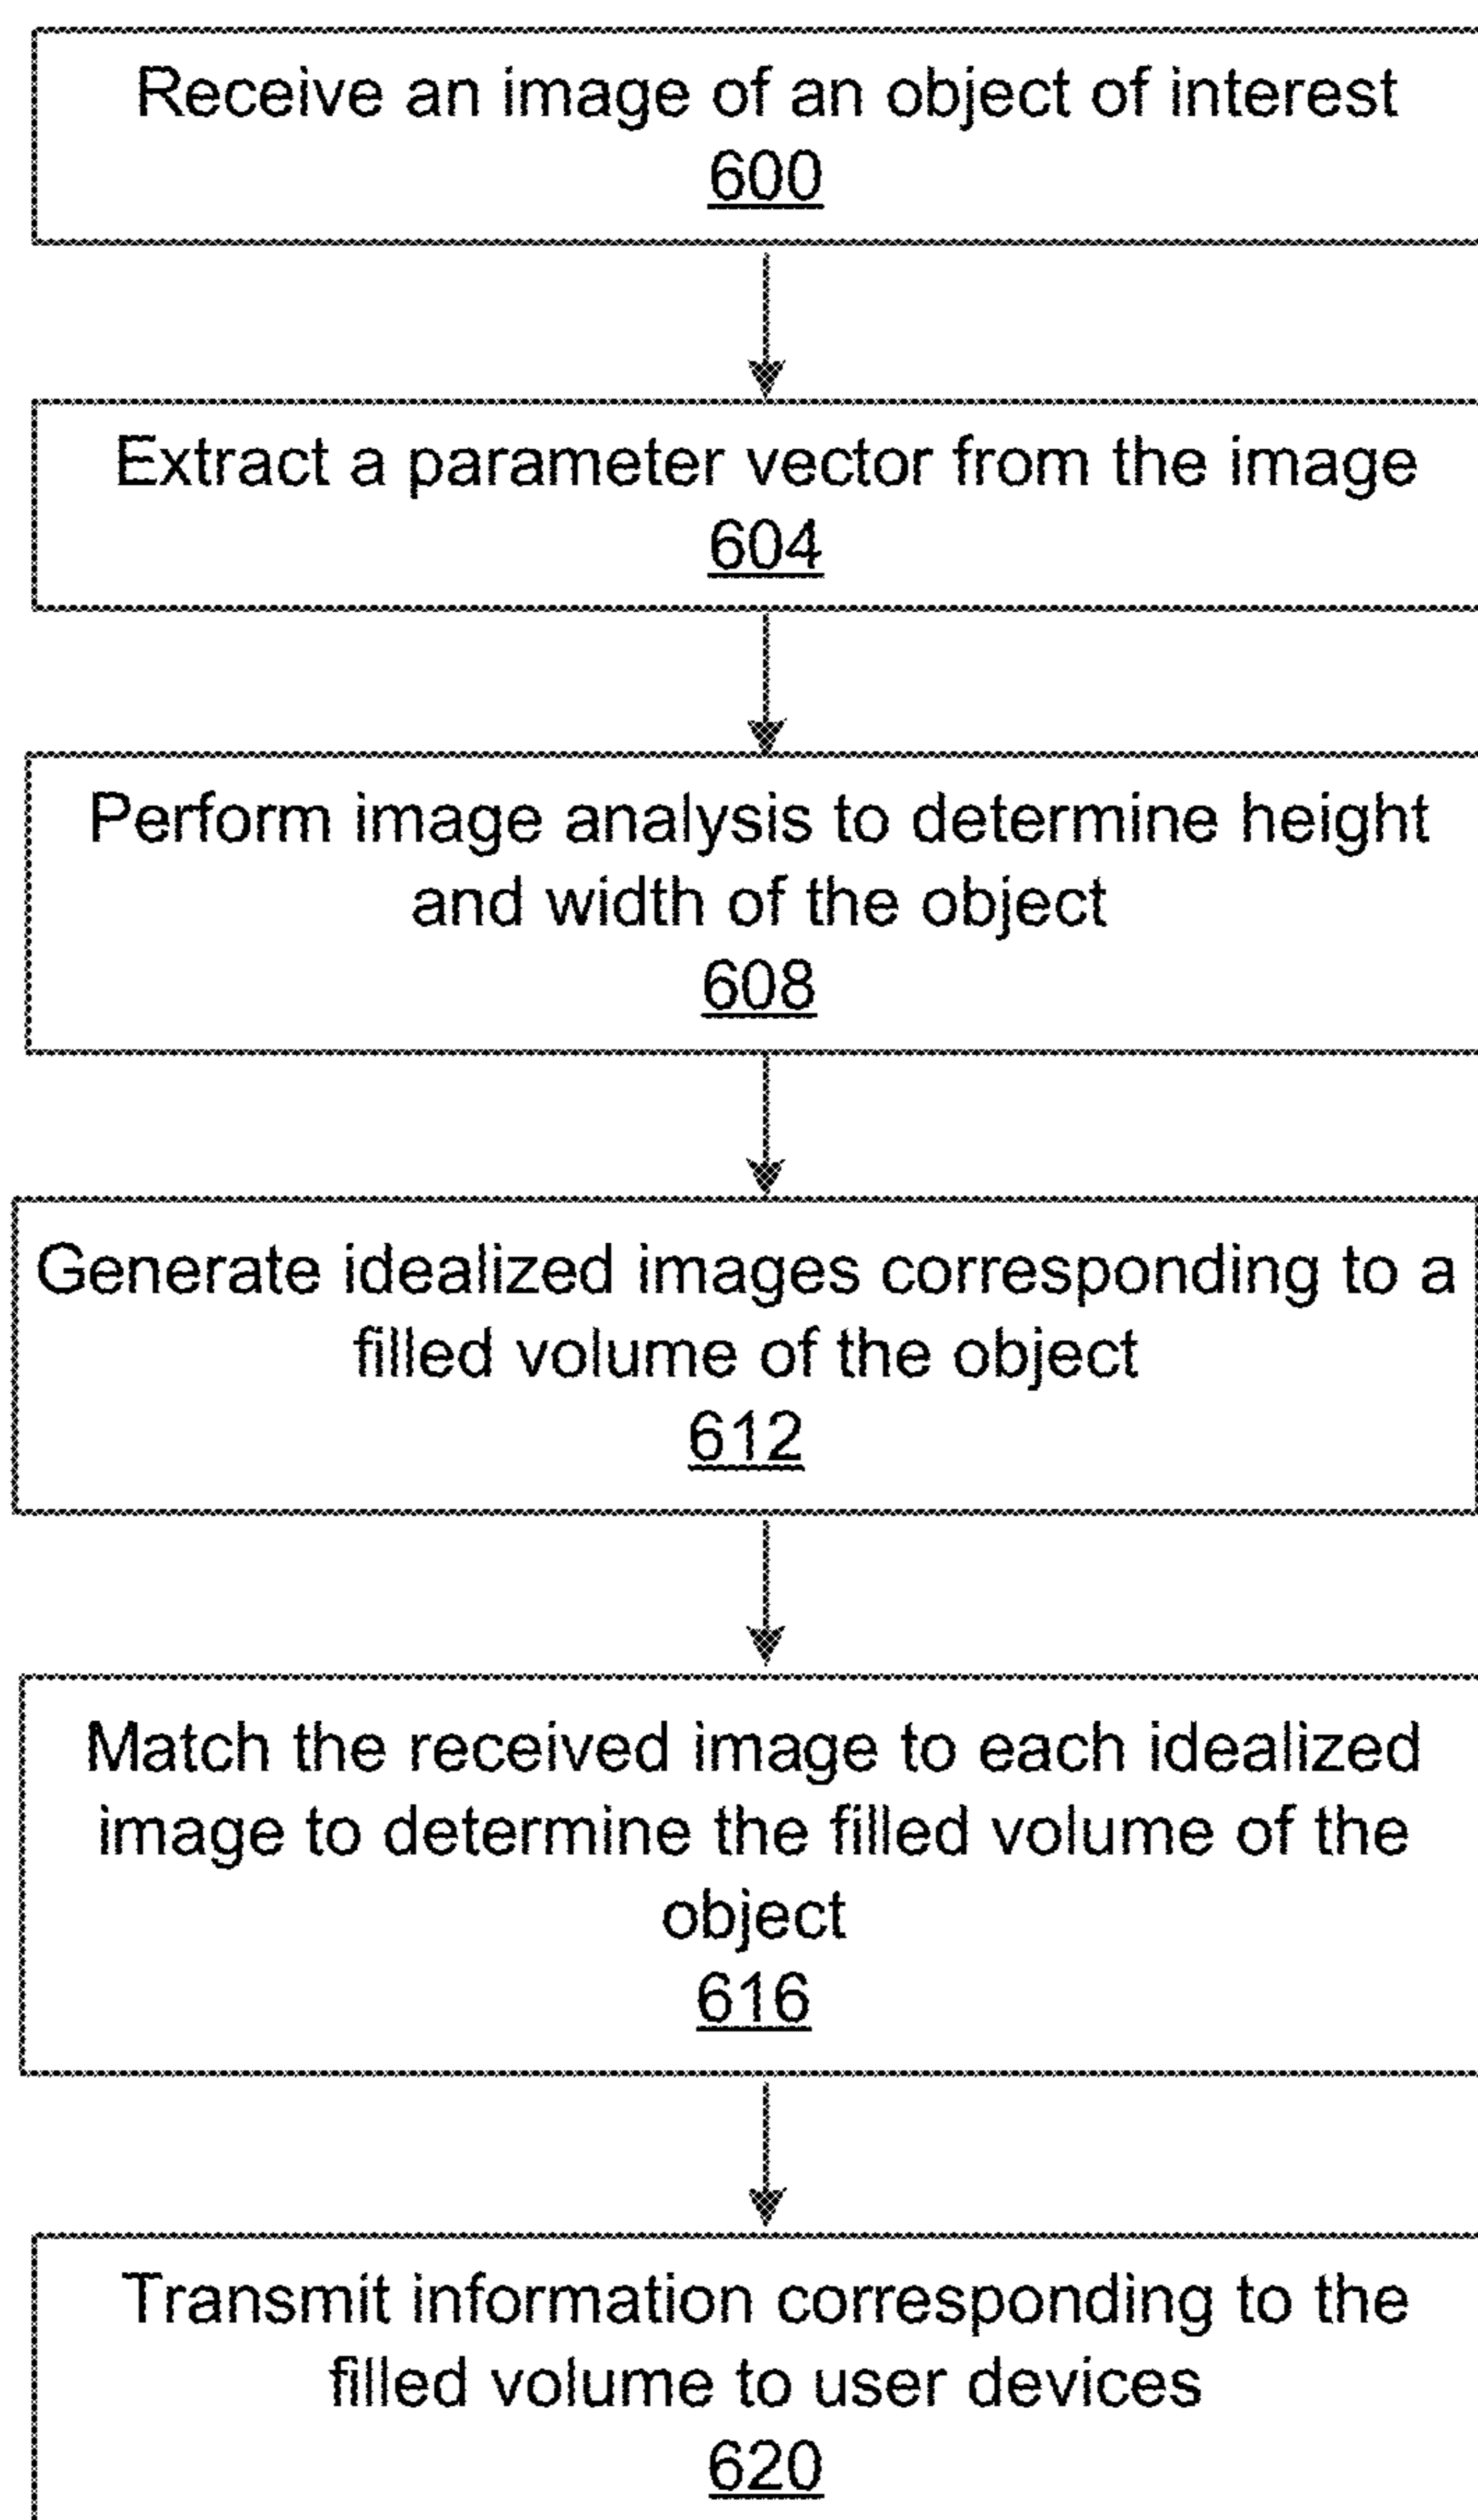 Receive an image of an object of interest
600
Extract a parameter vector from the image
604
Perform image analysis to determine height
and width of the object
608
Generate idealized images corresponding to a
filled volume of the object
612
Match the received image to each idealized
image to determine the filled volume of the
object
616
Transmit information corresponding to the
filled volume to user devices
620